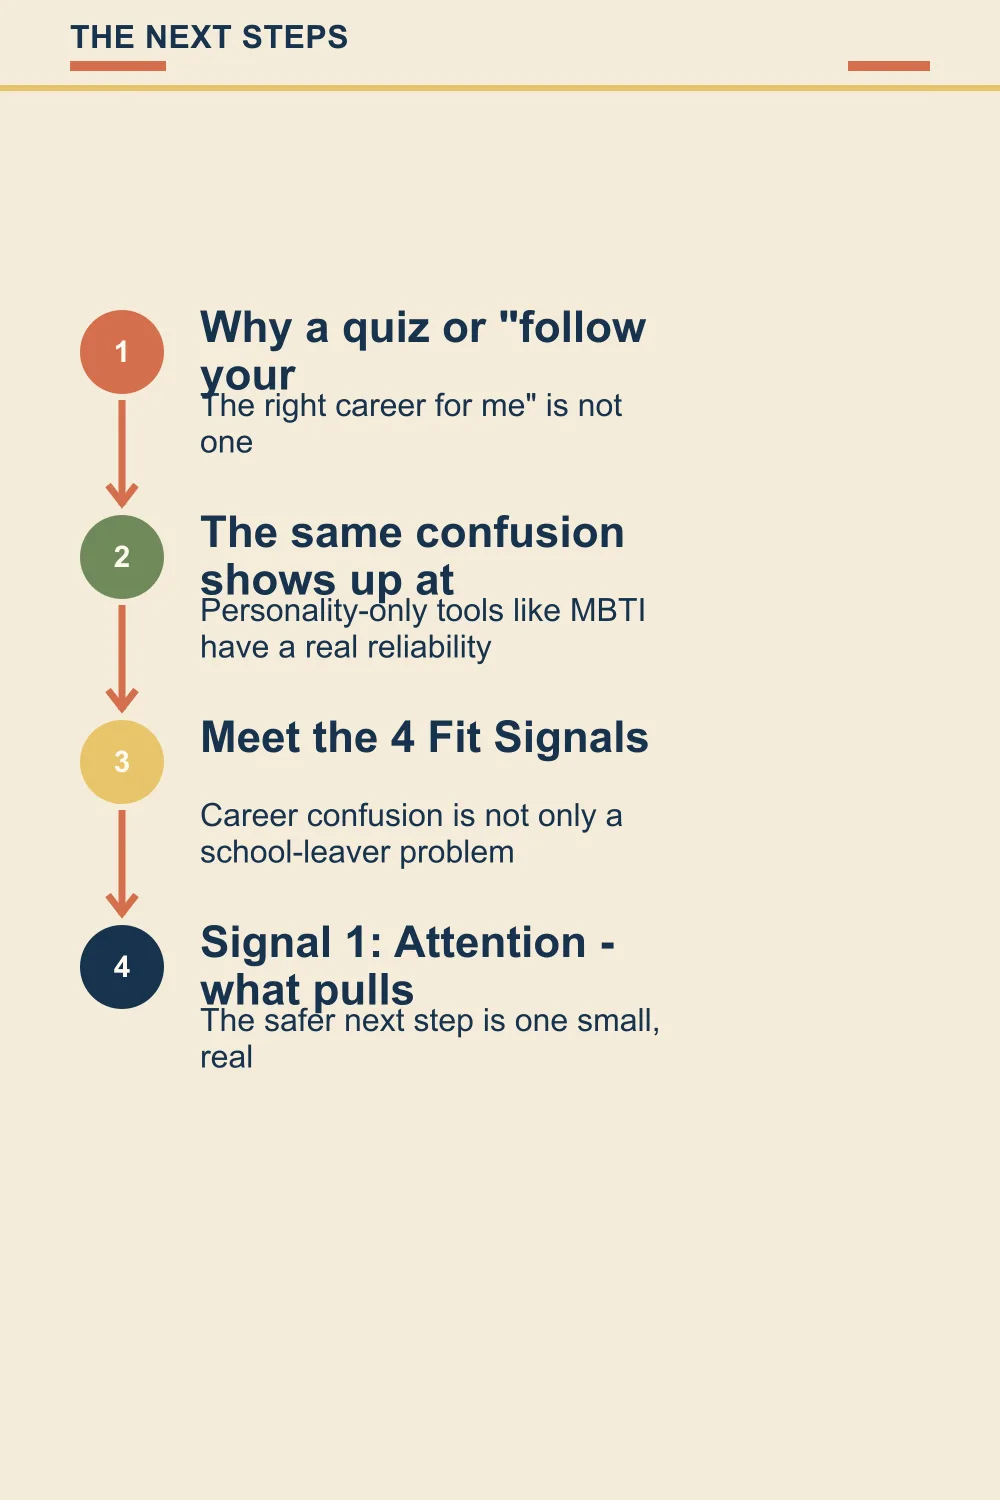 THE NEXT STEPS
1
Why a quiz or "follow
your
The right career for me" is not
one
2
The same confusion
shows up at
Personality-only tools like MBTI
have a real reliability
3
Meet the 4 Fit Signals
Career confusion is not only a
school-leaver problem
4
Signal 1: Attention -
what pulls
The safer next step is one small,
real